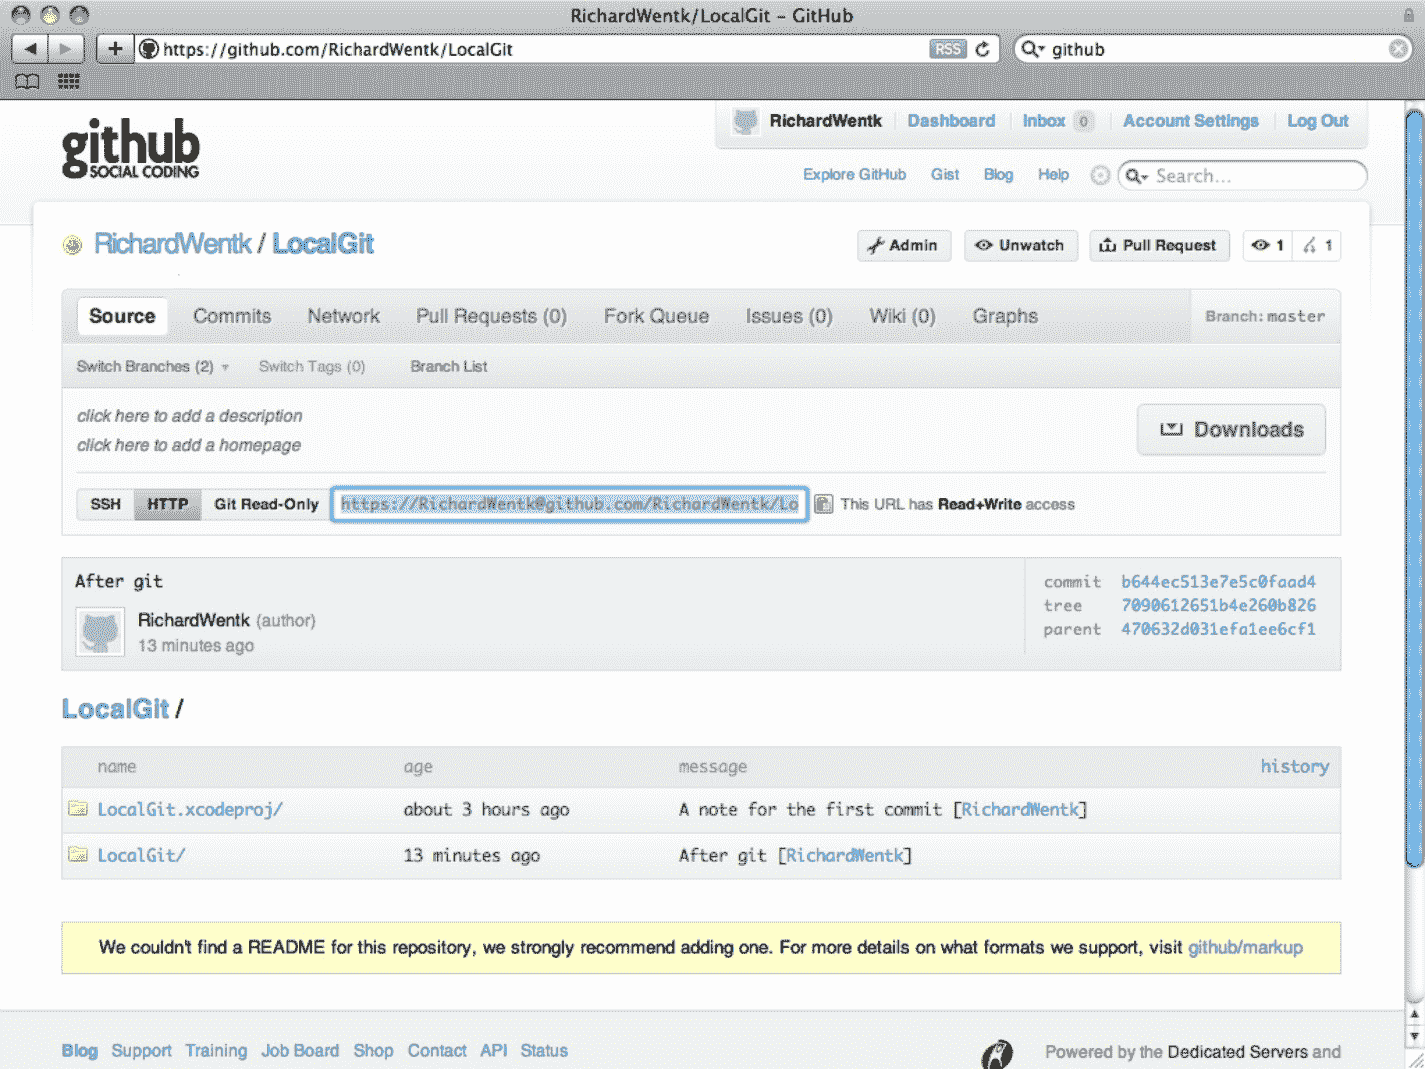 RichardWentk/LocalGit – GitHub
https://github.com/RichardWentk/LocalGit RSS github
github
SOCIAL CODING
RichardWentk Dashboard Inbox 0 Account Settings Log Out
Explore GitHub Gist Blog Help Search...
RichardWentk / LocalGit Admin Unwatch Pull Request 1 1
Source Commits Network Pull Requests (0) Fork Queue Issues (0) Wiki (0) Graphs Branch: master
Switch Branches (2) Switch Tags (0) Branch List
click here to add a description
click here to add a homepage
Downloads
SSH HTTP Git Read-Only https://RichardWentk@github.com/RichardWentk/Lo This URL has Read+Write access
After git
RichardWentk (author)
13 minutes ago
commit b644ec513e7e5c0faad4
tree 7090612651b4e260b826
parent 470632d031efa1ee6cf1
LocalGit /
name age message history
LocalGit.xcodeproj/ about 3 hours ago A note for the first commit [RichardWentk]
LocalGit/ 13 minutes ago After git [RichardWentk]
We couldn't find a README for this repository, we strongly recommend adding one. For more details on what formats we support, visit github/markup
Blog Support Training Job Board Shop Contact API Status
Powered by the Dedicated Servers and